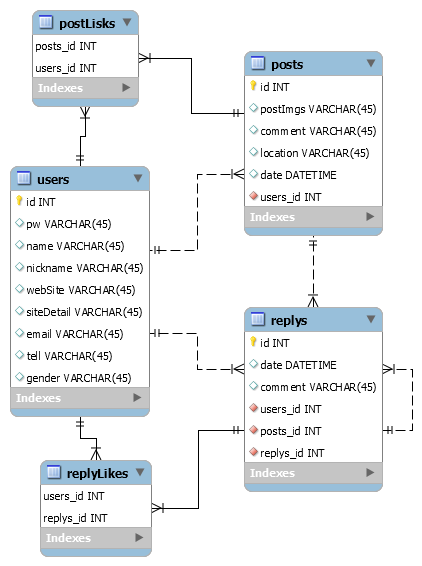 postLisks
posts_id INT
users_id INT
Indexes
posts
id INT
postImgs VARCHAR(45)
comment VARCHAR(45)
location VARCHAR(45)
date DATETIME
users_id INT
Indexes
users
id INT
pw VARCHAR(45)
name VARCHAR(45)
nickname VARCHAR(45)
webSite VARCHAR(45)
siteDetail VARCHAR(45)
email VARCHAR(45)
tell VARCHAR(45)
gender VARCHAR(45)
Indexes
replys
id INT
date DATETIME
comment VARCHAR(45)
users_id INT
posts_id INT
replys_id INT
Indexes
replyLikes
users_id INT
replys_id INT
Indexes